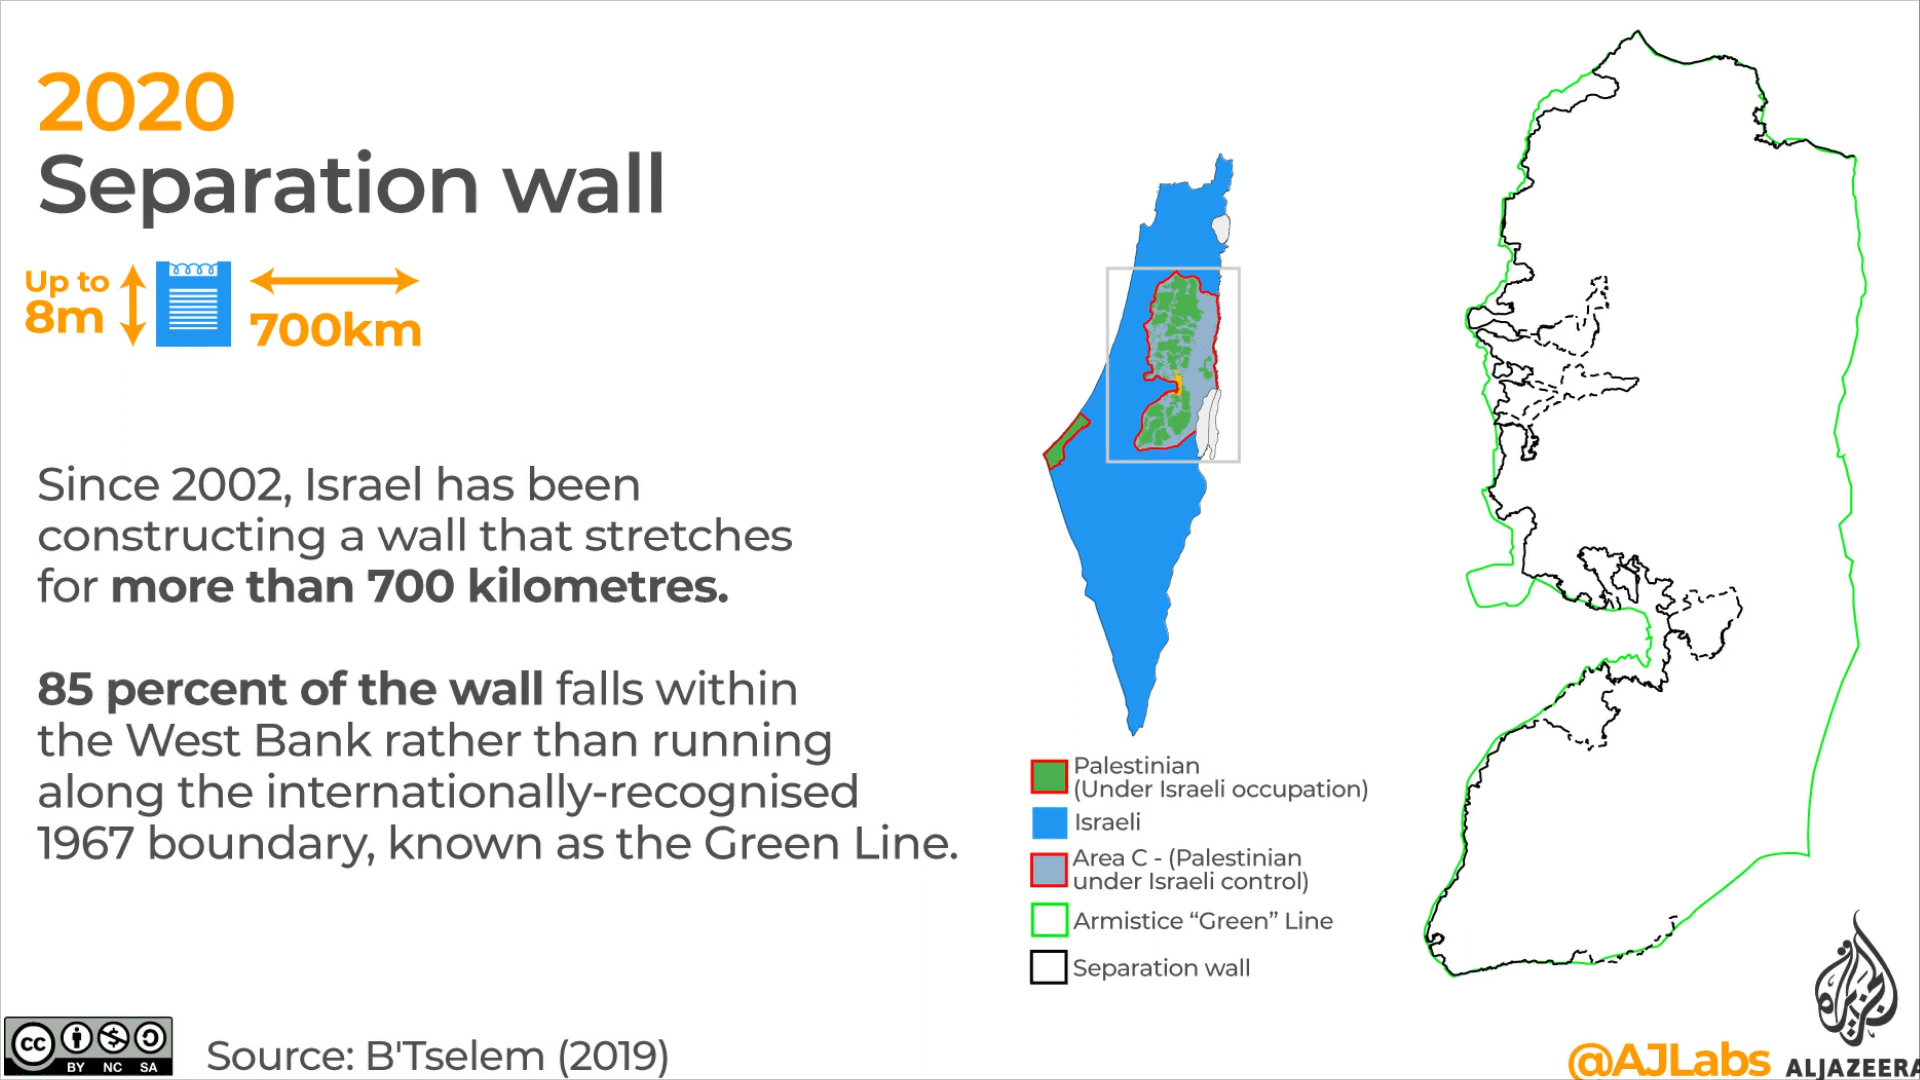 2020
Separation wall
Up to
8m
700km
Since 2002, Israel has been
constructing a wall that stretches
for more than 700 kilometres.
85 percent of the wall falls within
the West Bank rather than running
along the internationally-recognised
1967 boundary, known as the Green Line.
Palestinian
(Under Israeli occupation)
Israeli
Area C - (Palestinian
under Israeli control)
Armistice “Green” Line
Separation wall
cc
BY NC SA
Source: B'Tselem (2019)
@AJLabs
الجزيرة
ALJAZEERA